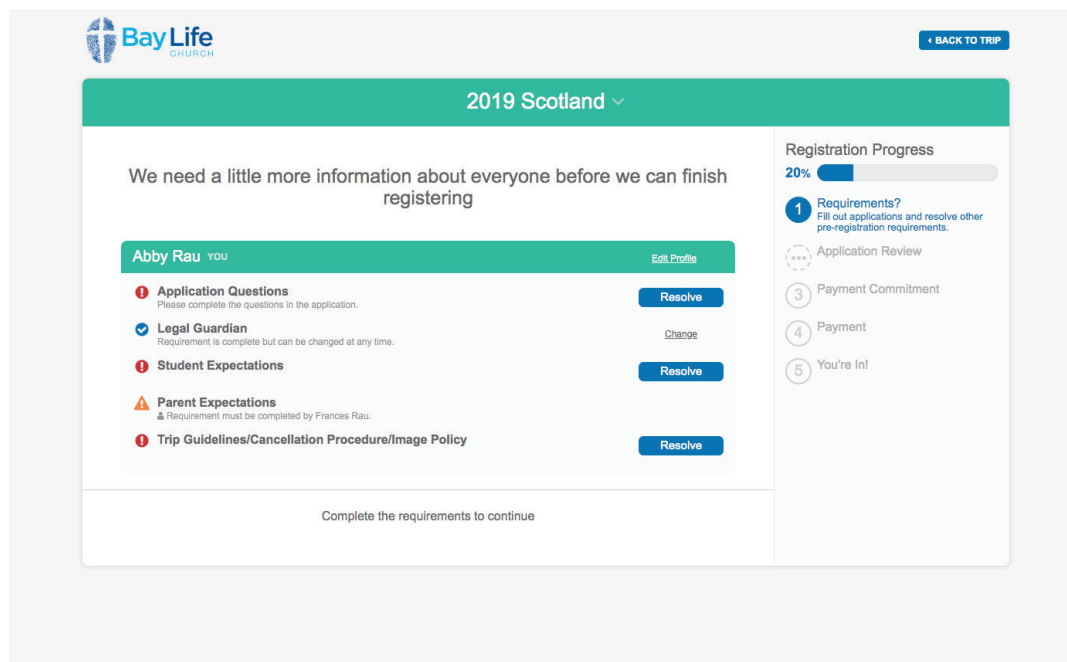 Bay Life
CHURCH
BACK TO TRIP
2019 Scotland
We need a little more information about everyone before we can finish
registering
Abby Rau YOU
Edit Profile
Application Questions
Please complete the questions in the application.
Resolve
Legal Guardian
Requirement is complete but can be changed at any time.
Change
Student Expectations
Resolve
Parent Expectations
Requirement must be completed by Frances Rau.
Trip Guidelines/Cancellation Procedure/Image Policy
Resolve
Complete the requirements to continue
Registration Progress
20%
1 Requirements?
Fill out applications and resolve other
pre-registration requirements.
Application Review
3 Payment Commitment
4 Payment
5 You're In!